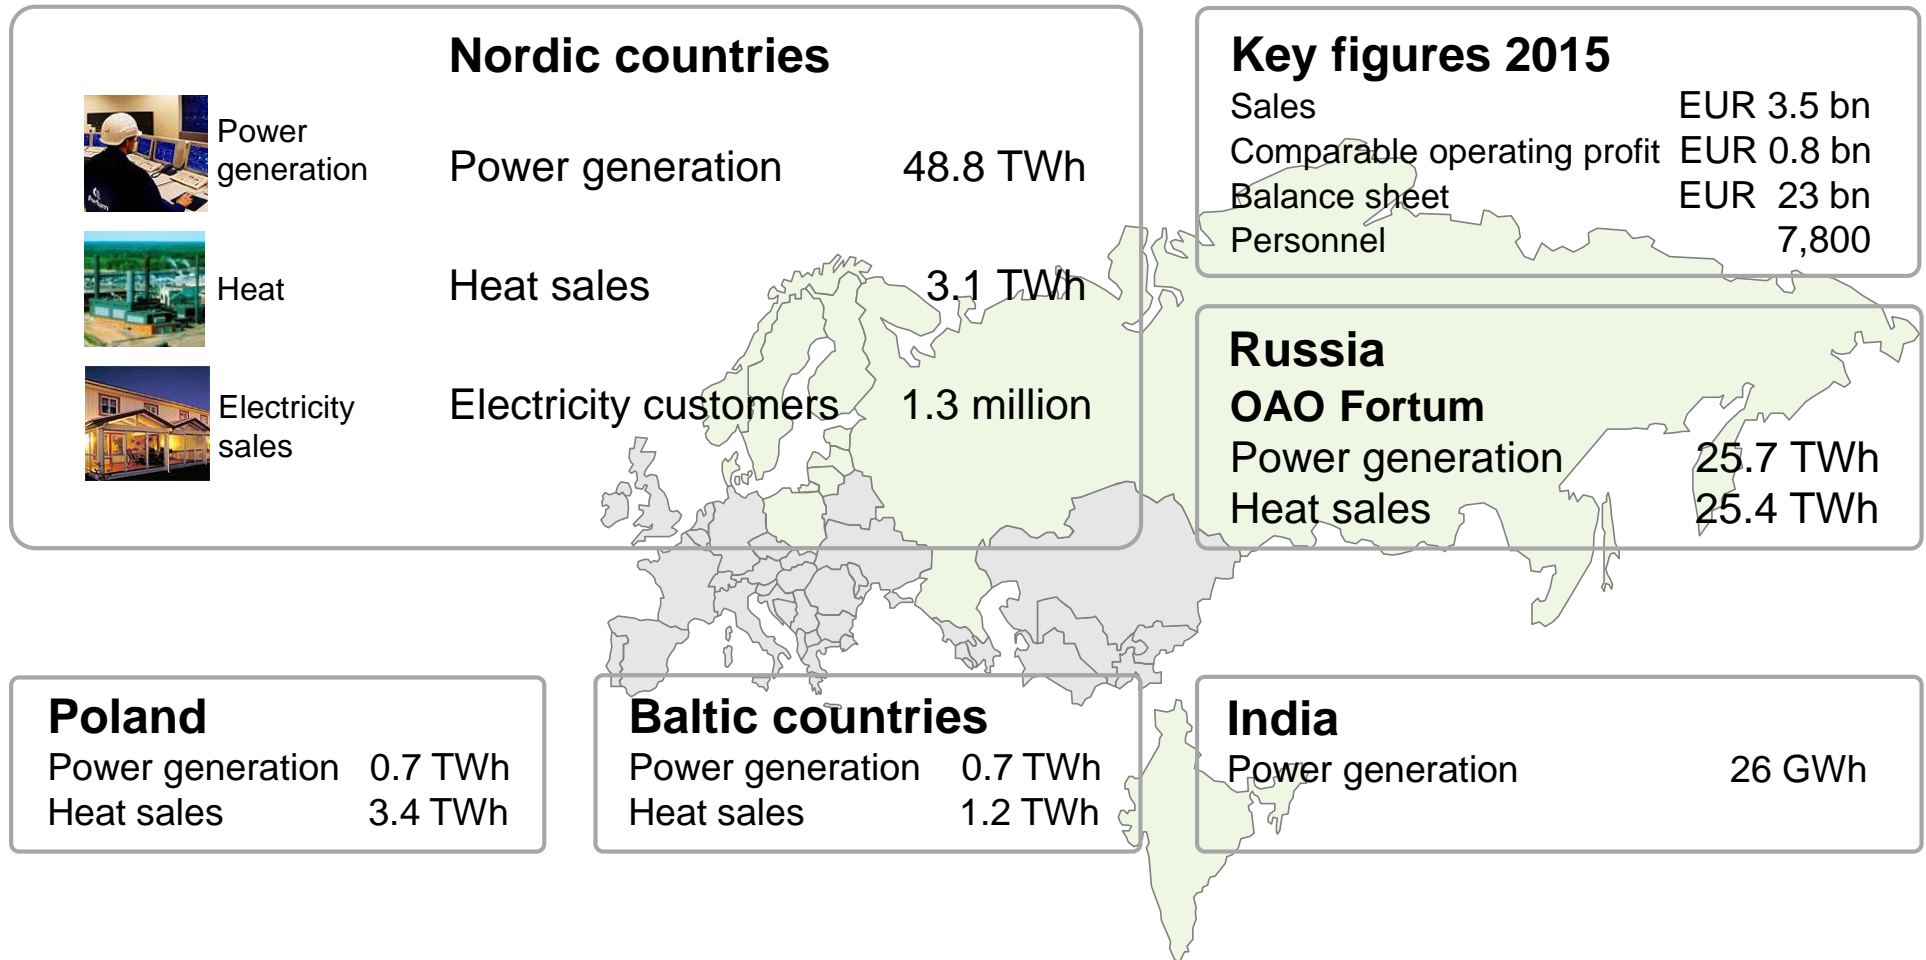 Nordic countries
Power
generation
Power generation 48.8 TWh
Heat
Heat sales 3.1 TWh
Electricity
sales
Electricity customers 1.3 million
Key figures 2015
Sales EUR 3.5 bn
Comparable operating profit EUR 0.8 bn
Balance sheet EUR 23 bn
Personnel 7,800
Russia
OAO Fortum
Power generation 25.7 TWh
Heat sales 25.4 TWh
Poland
Power generation 0.7 TWh
Heat sales 3.4 TWh
Baltic countries
Power generation 0.7 TWh
Heat sales 1.2 TWh
India
Power generation 26 GWh
Fortum